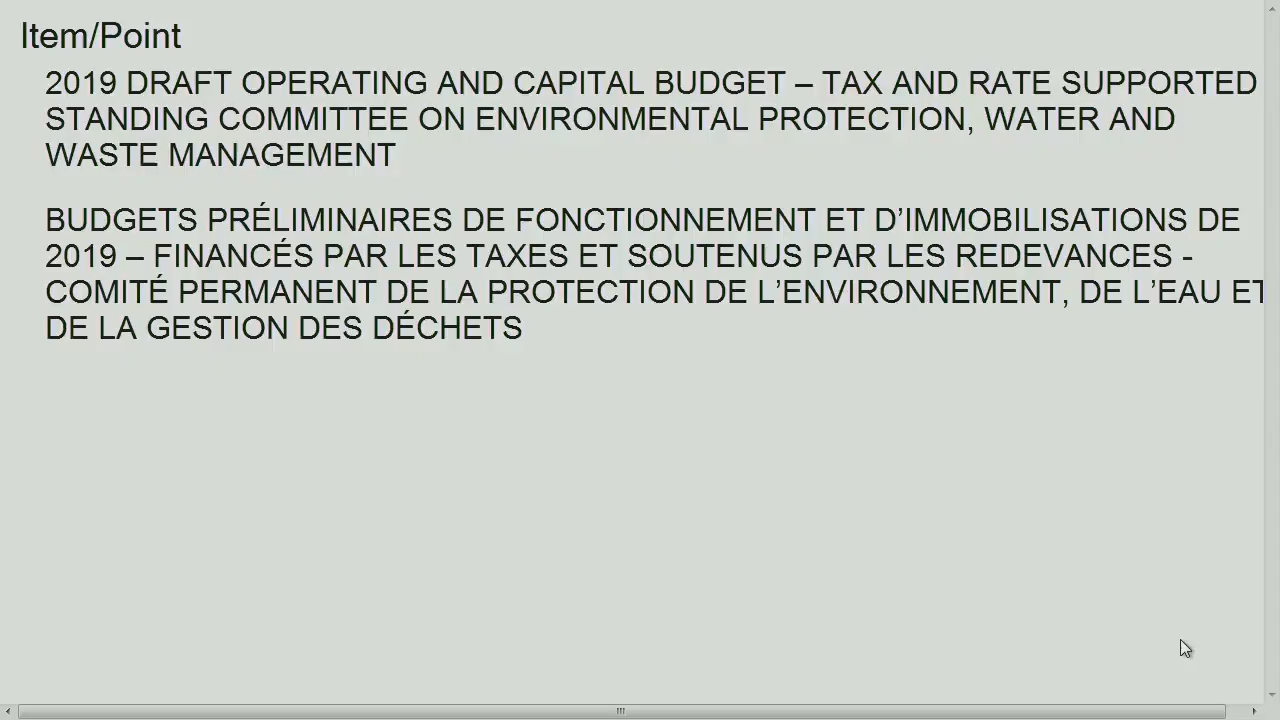 Item/Point
2019 DRAFT OPERATING AND CAPITAL BUDGET – TAX AND RATE SUPPORTED
STANDING COMMITTEE ON ENVIRONMENTAL PROTECTION, WATER AND
WASTE MANAGEMENT
BUDGETS PRÉLIMINAIRES DE FONCTIONNEMENT ET D’IMMOBILISATIONS DE
2019 – FINANCÉS PAR LES TAXES ET SOUTENUS PAR LES REDEVANCES -
COMITÉ PERMANENT DE LA PROTECTION DE L’ENVIRONNEMENT, DE L’EAU ET
DE LA GESTION DES DÉCHETS